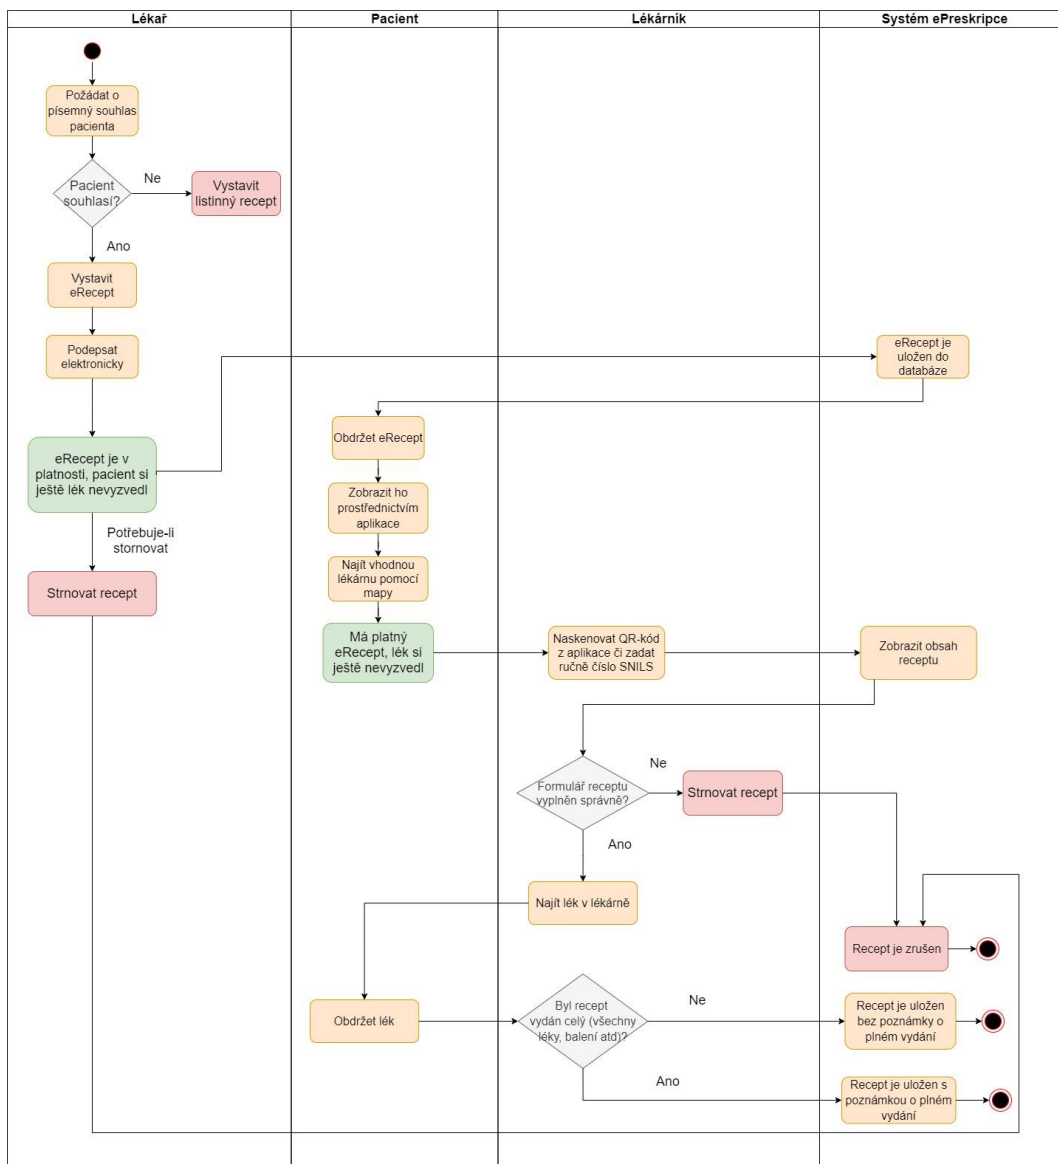 Lékař
Pacient
Lékárník
Systém ePreskripce
Požádat o
písemný souhlas
pacienta
Pacient
souhlasí?
Ne
Vystavit
listinný recept
Ano
Vystavit
eRecept
Podepsat
elektronicky
eRecept je
uložen do
databáze
eRecept je v
platnosti, pacient si
ještě lék nevyzvedl
Obdržet eRecept
Zobrazit ho
prostřednictvím
aplikace
Potřebuje-li
stornovat
Najít vhodnou
lékárnu pomocí
mapy
Strnovat recept
Má platný
eRecept, lék si
ještě nevyzvedl
Naskenovat QR-kód
z aplikace či zadat
ručně číslo SNILS
Zobrazit obsah
receptu
Formulář receptu
vyplněn správně?
Ne
Strnovat recept
Ano
Najít lék v lékárně
Recept je zrušen
Obdržet lék
Byl recept
vydán celý (všechny
léky, balení atd)?
Ne
Recept je uložen
bez poznámky o
plném vydání
Ano
Recept je uložen s
poznámkou o plném
vydání